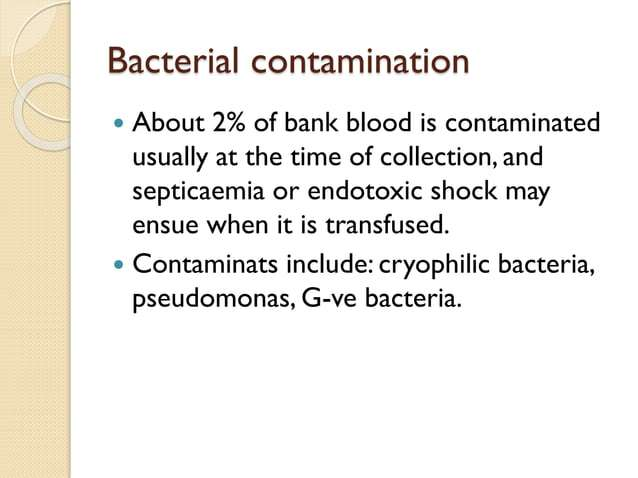 Bacterial contamination
• About 2% of bank blood is contaminated
usually at the time of collection, and
septicaemia or endotoxic shock may
ensue when it is transfused.
• Contaminats include: cryophilic bacteria,
pseudomonas, G-ve bacteria.